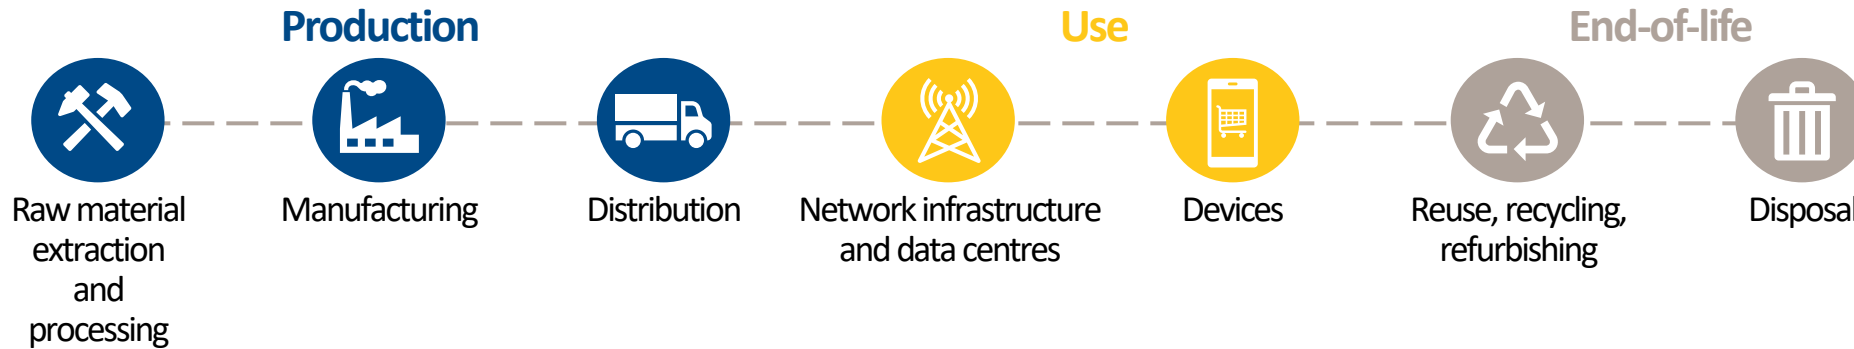 Production
Use
End-of-life
Raw material
extraction
and
processing
Manufacturing
Distribution
Network infrastructure
and data centres
Devices
Reuse, recycling,
refurbishing
Disposal